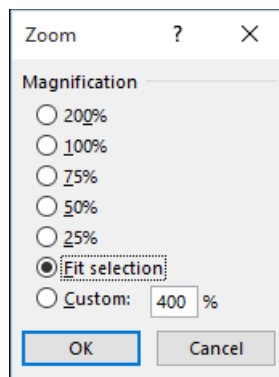 Zoom ?
Magnification
200%
100%
75%
50%
25%
Fit selection
Custom: 400 %
OK Cancel